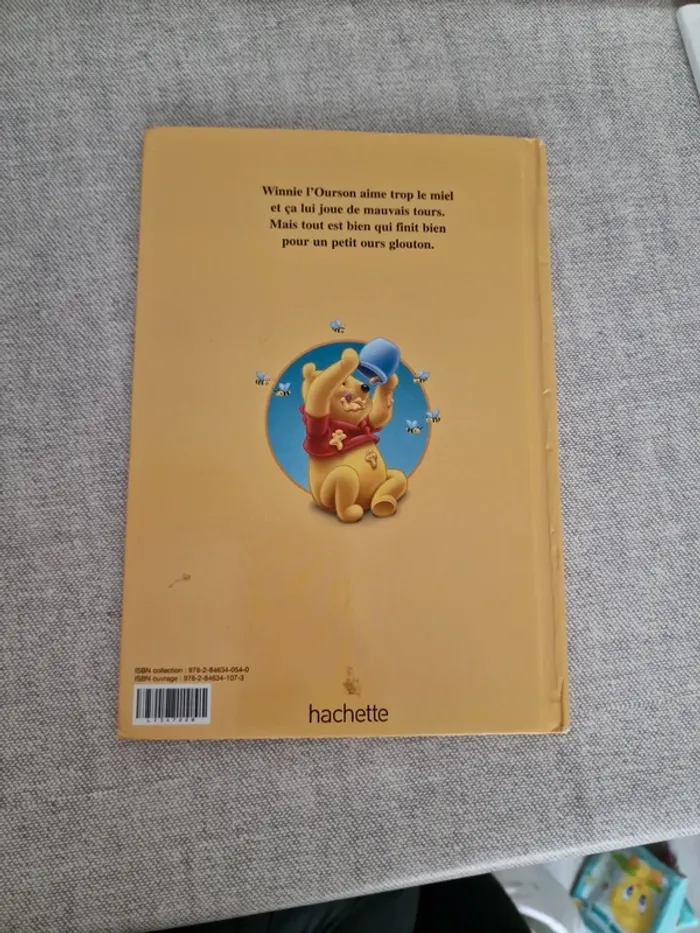 Winnie l'Ourson aime trop le miel
et ça lui joue de mauvais tours.
Mais tout est bien qui finit bien
pour un petit ours glouton.
ISBN collection : 978-2-84634-054-0
ISBN ouvrage : 978-2-84634-107-3
hachette